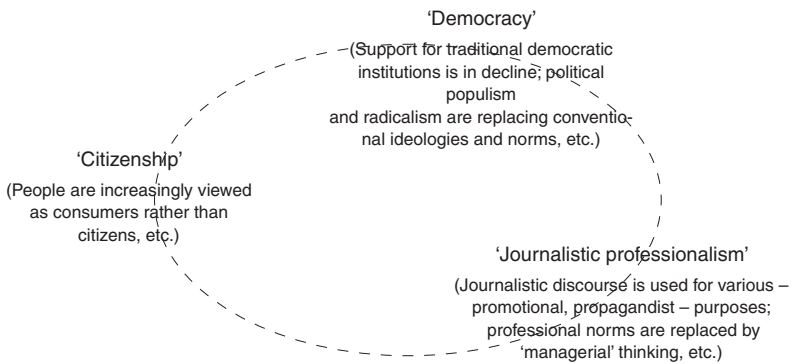 ‘Democracy’
(Support for traditional democratic
institutions is in decline; political
populism
and radicalism are replacing conventio-
nal ideologies and norms, etc.)
‘Citizenship’
(People are increasingly viewed
as consumers rather than
citizens, etc.)
‘Journalistic professionalism’
(Journalistic discourse is used for various –
promotional, propagandist – purposes;
professional norms are replaced by
‘managerial’ thinking, etc.)